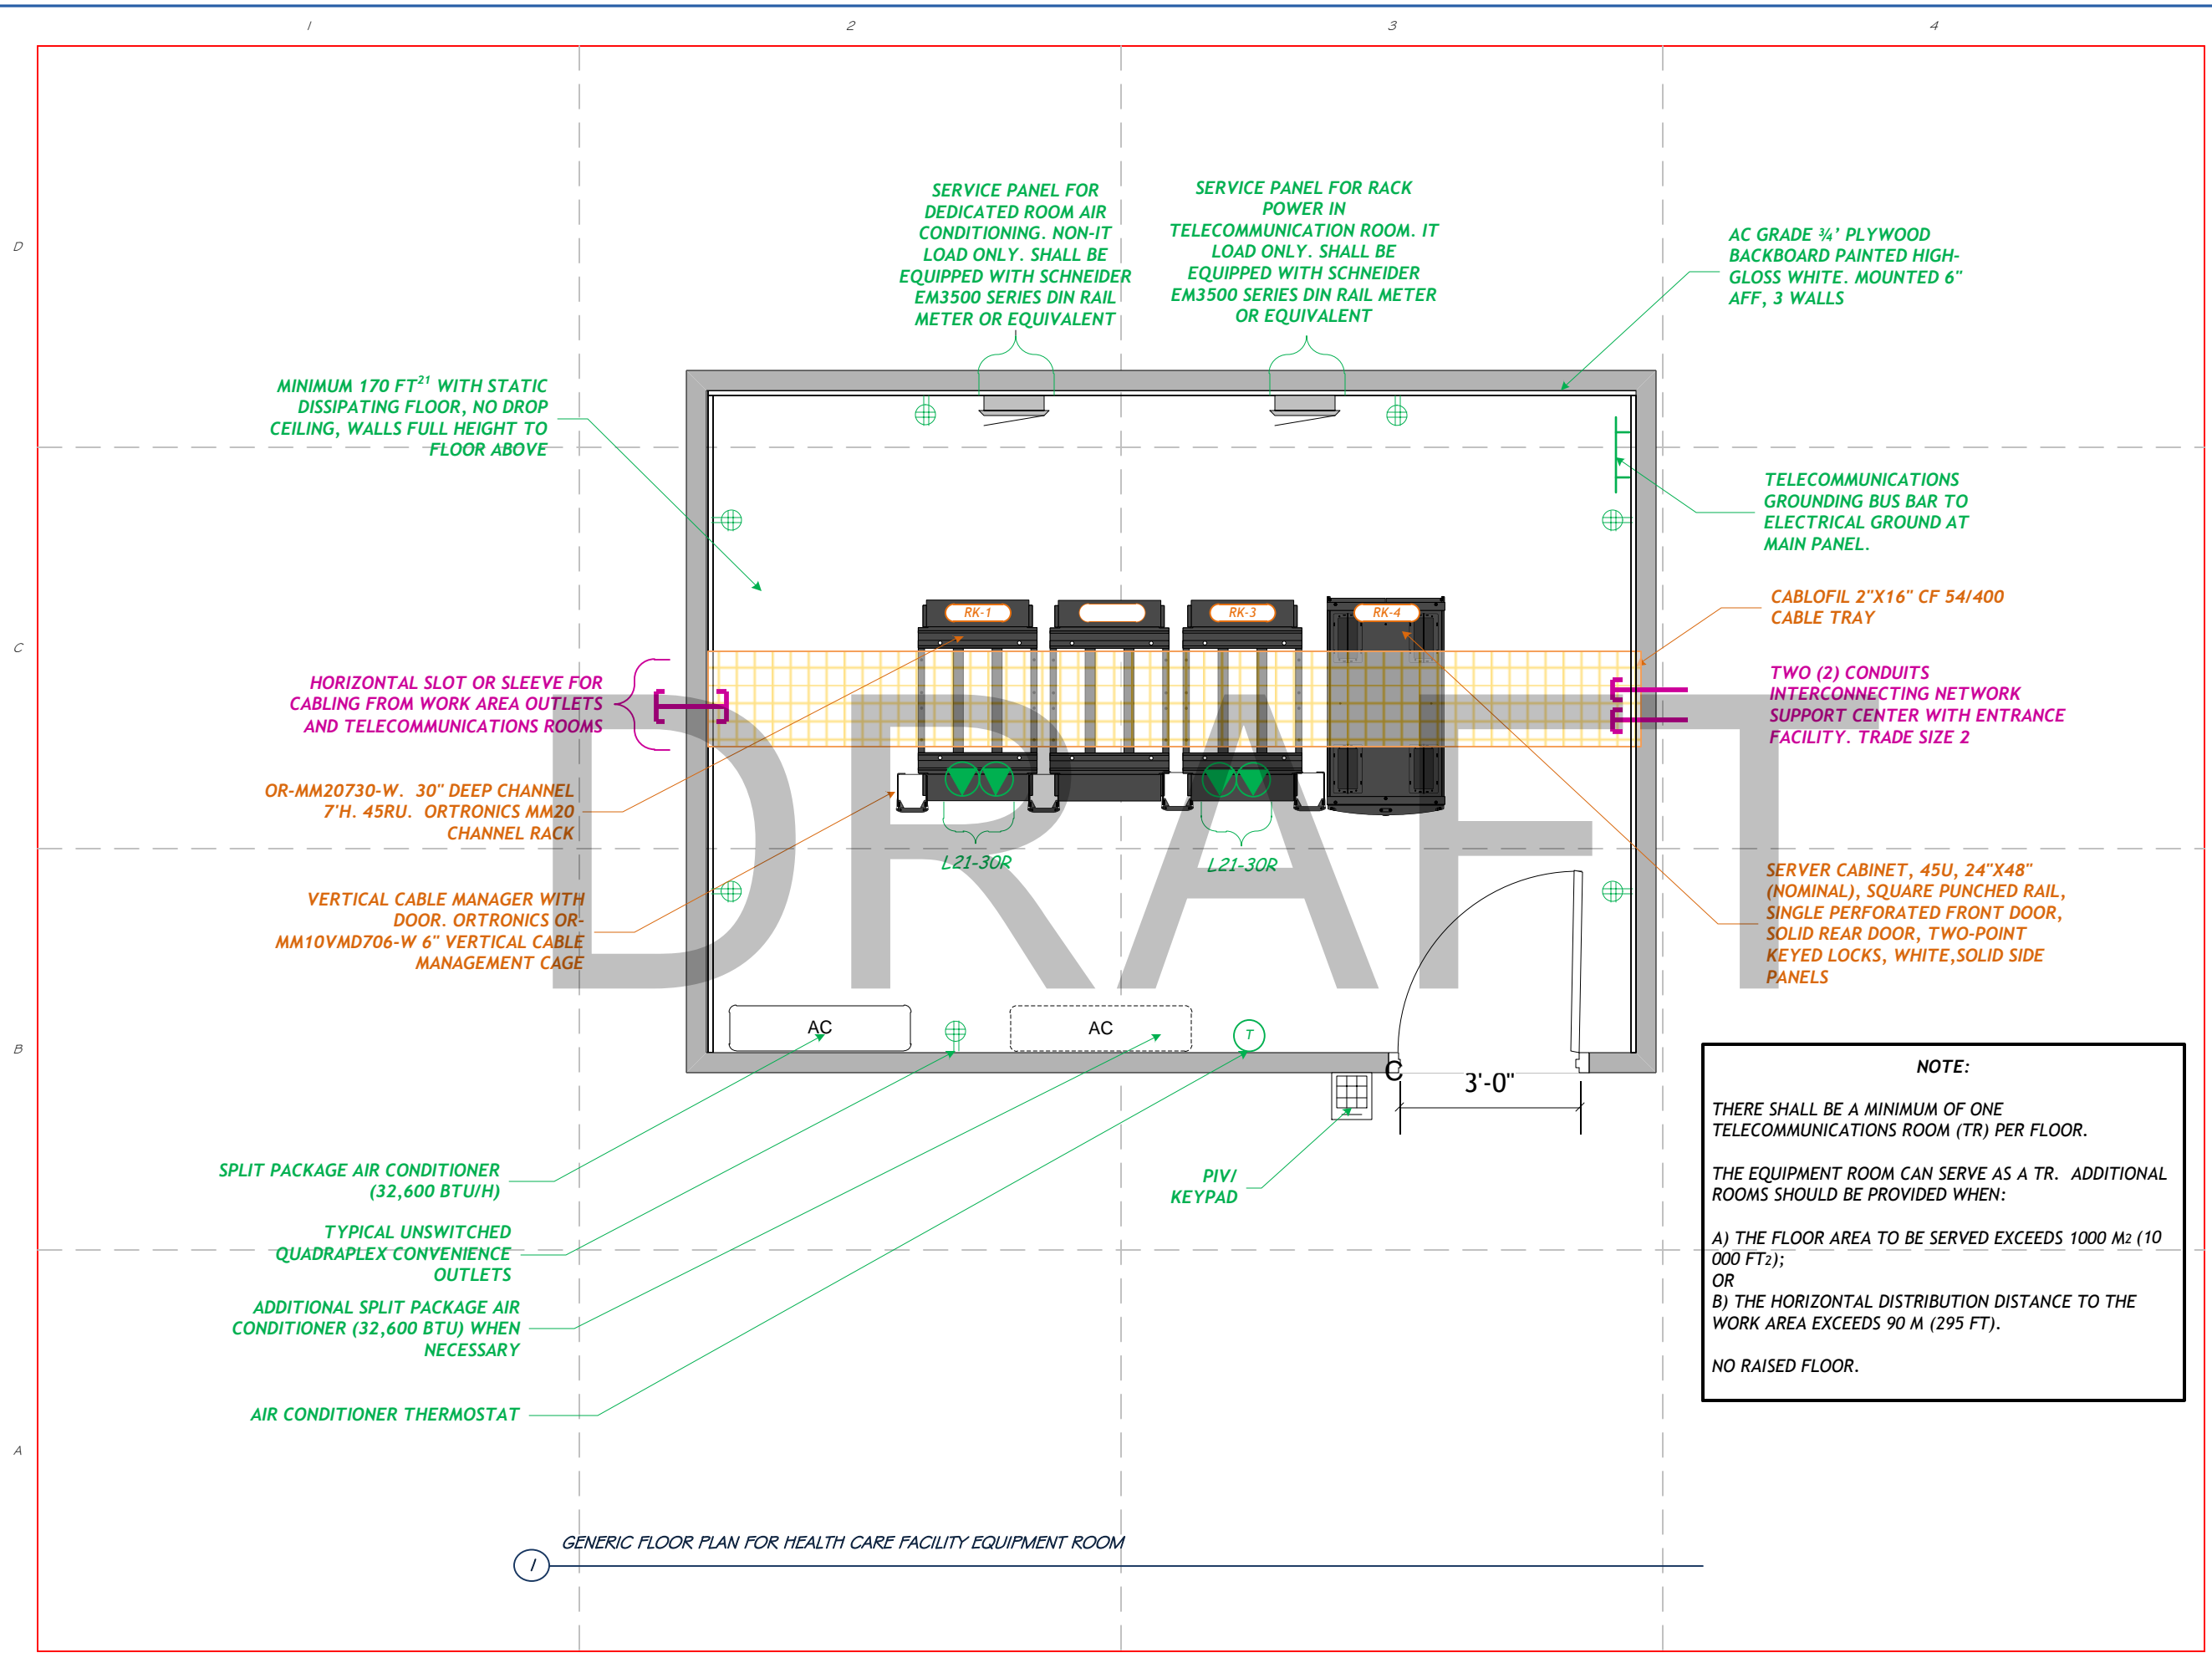 1
2
3
4
D
C
B
A
SERVICE PANEL FOR
DEDICATED ROOM AIR
CONDITIONING. NON-IT
LOAD ONLY. SHALL BE
EQUIPPED WITH SCHNEIDER
EM3500 SERIES DIN RAIL
METER OR EQUIVALENT
SERVICE PANEL FOR RACK
POWER IN
TELECOMMUNICATION ROOM. IT
LOAD ONLY. SHALL BE
EQUIPPED WITH SCHNEIDER
EM3500 SERIES DIN RAIL METER
OR EQUIVALENT
AC GRADE ¾' PLYWOOD
BACKBOARD PAINTED HIGH-
GLOSS WHITE. MOUNTED 6"
AFF, 3 WALLS
MINIMUM 170 FT²¹ WITH STATIC
DISSIPATING FLOOR, NO DROP
CEILING, WALLS FULL HEIGHT TO
FLOOR ABOVE
TELECOMMUNICATIONS
GROUNDING BUS BAR TO
ELECTRICAL GROUND AT
MAIN PANEL.
RK-1
RK-3
RK-4
CABLOFIL 2"X16" CF 54/400
CABLE TRAY
HORIZONTAL SLOT OR SLEEVE FOR
CABLING FROM WORK AREA OUTLETS
AND TELECOMMUNICATIONS ROOMS
TWO (2) CONDUITS
INTERCONNECTING NETWORK
SUPPORT CENTER WITH ENTRANCE
FACILITY. TRADE SIZE 2
DRAFT
OR-MM20730-W. 30" DEEP CHANNEL
7'H. 45RU. ORTRONICS MM20
CHANNEL RACK
L21-30R
L21-30R
VERTICAL CABLE MANAGER WITH
DOOR. ORTRONICS OR-
MM10VMD706-W 6" VERTICAL CABLE
MANAGEMENT CAGE
SERVER CABINET, 45U, 24"X48"
(NOMINAL), SQUARE PUNCHED RAIL,
SINGLE PERFORATED FRONT DOOR,
SOLID REAR DOOR, TWO-POINT
KEYED LOCKS, WHITE,SOLID SIDE
PANELS
AC
AC
T
C
3'-0"
SPLIT PACKAGE AIR CONDITIONER
(32,600 BTU/H)
PIV/
KEYPAD
TYPICAL UNSWITCHED
QUADRAPLEX CONVENIENCE
OUTLETS
ADDITIONAL SPLIT PACKAGE AIR
CONDITIONER (32,600 BTU) WHEN
NECESSARY
AIR CONDITIONER THERMOSTAT
NOTE:
THERE SHALL BE A MINIMUM OF ONE
TELECOMMUNICATIONS ROOM (TR) PER FLOOR.
THE EQUIPMENT ROOM CAN SERVE AS A TR. ADDITIONAL
ROOMS SHOULD BE PROVIDED WHEN:
A) THE FLOOR AREA TO BE SERVED EXCEEDS 1000 M2 (10
000 FT2);
OR
B) THE HORIZONTAL DISTRIBUTION DISTANCE TO THE
WORK AREA EXCEEDS 90 M (295 FT).
NO RAISED FLOOR.
1
GENERIC FLOOR PLAN FOR HEALTH CARE FACILITY EQUIPMENT ROOM